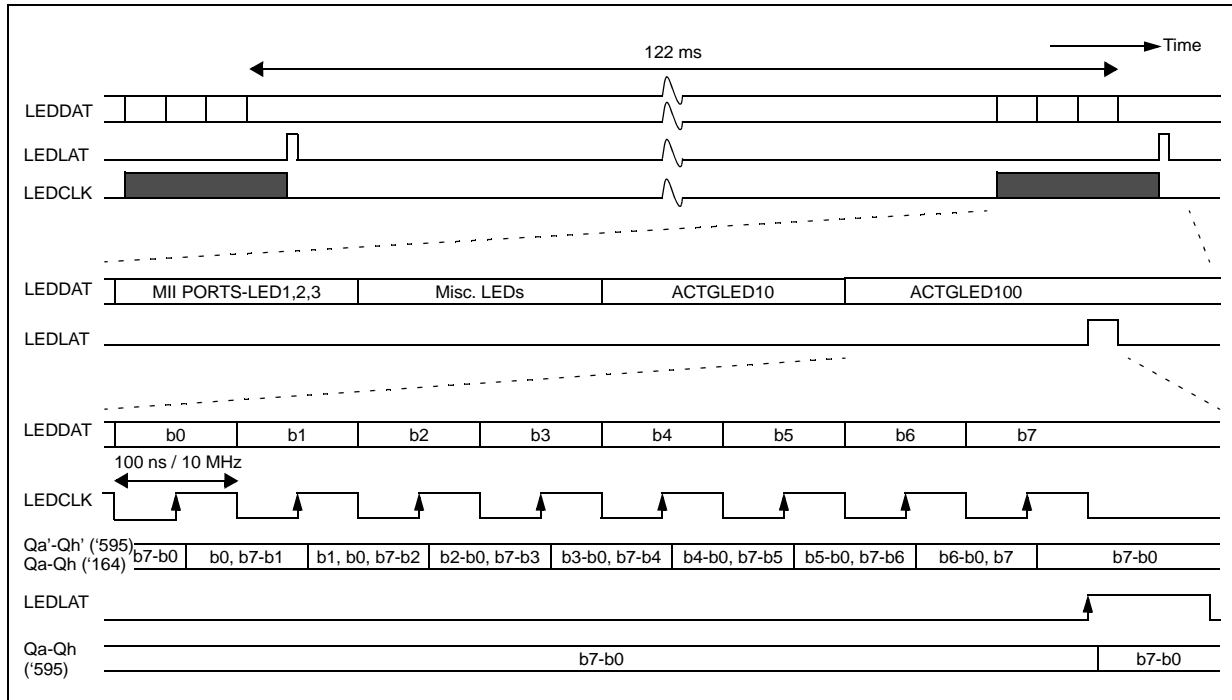 Time
122 ms
LEDDAT
LEDLAT
LEDCLK
LEDDAT
MII PORTS-LED1,2,3 Misc. LEDs ACTGLED10 ACTGLED100
LEDLAT
LEDDAT
b0 b1 b2 b3 b4 b5 b6 b7
100 ns / 10 MHz
LEDCLK
Qa'-Qh' ('595)
Qa-Qh ('164)
b7-b0 b0, b7-b1 b1, b0, b7-b2 b2-b0, b7-b3 b3-b0, b7-b4 b4-b0, b7-b5 b5-b0, b7-b6 b6-b0, b7 b7-b0
LEDLAT
Qa-Qh
('595)
b7-b0 b7-b0